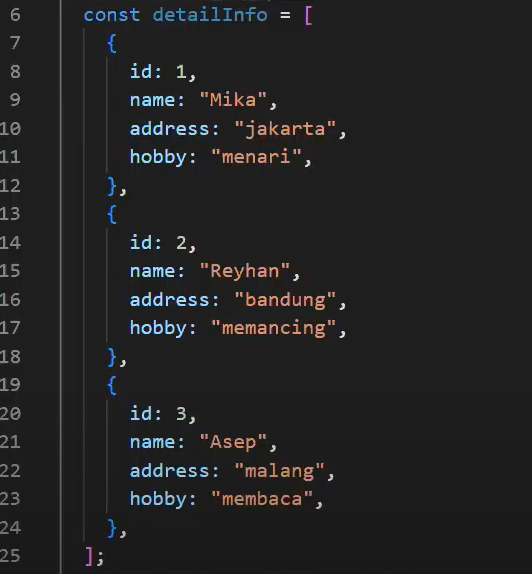 6 const detailInfo = [
7 {
8 id: 1,
9 name: "Mika",
10 address: "jakarta",
11 hobby: "menari",
12 },
13 {
14 id: 2,
15 name: "Reyhan",
16 address: "bandung",
17 hobby: "memancing",
18 },
19 {
20 id: 3,
21 name: "Asep",
22 address: "malang",
23 hobby: "membaca",
24 },
25 ];